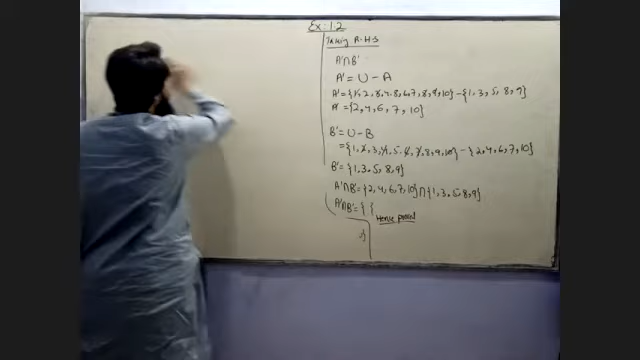 Ex: 1.2
Taking R.H.S
A'∩B'
A' = U - A
A' = {1, 2, 3, 4, 5, 6, 7, 8, 9, 10} - {1, 3, 5, 8, 9}
A' = {2, 4, 6, 7, 10}
B' = U - B
= {1, 2, 3, 4, 5, 6, 7, 8, 9, 10} - {2, 4, 6, 7, 10}
B' = {1, 3, 5, 8, 9}
A'∩B' = {2, 4, 6, 7, 10} ∩ {1, 3, 5, 8, 9}
A'∩B' = { }
Hence proved